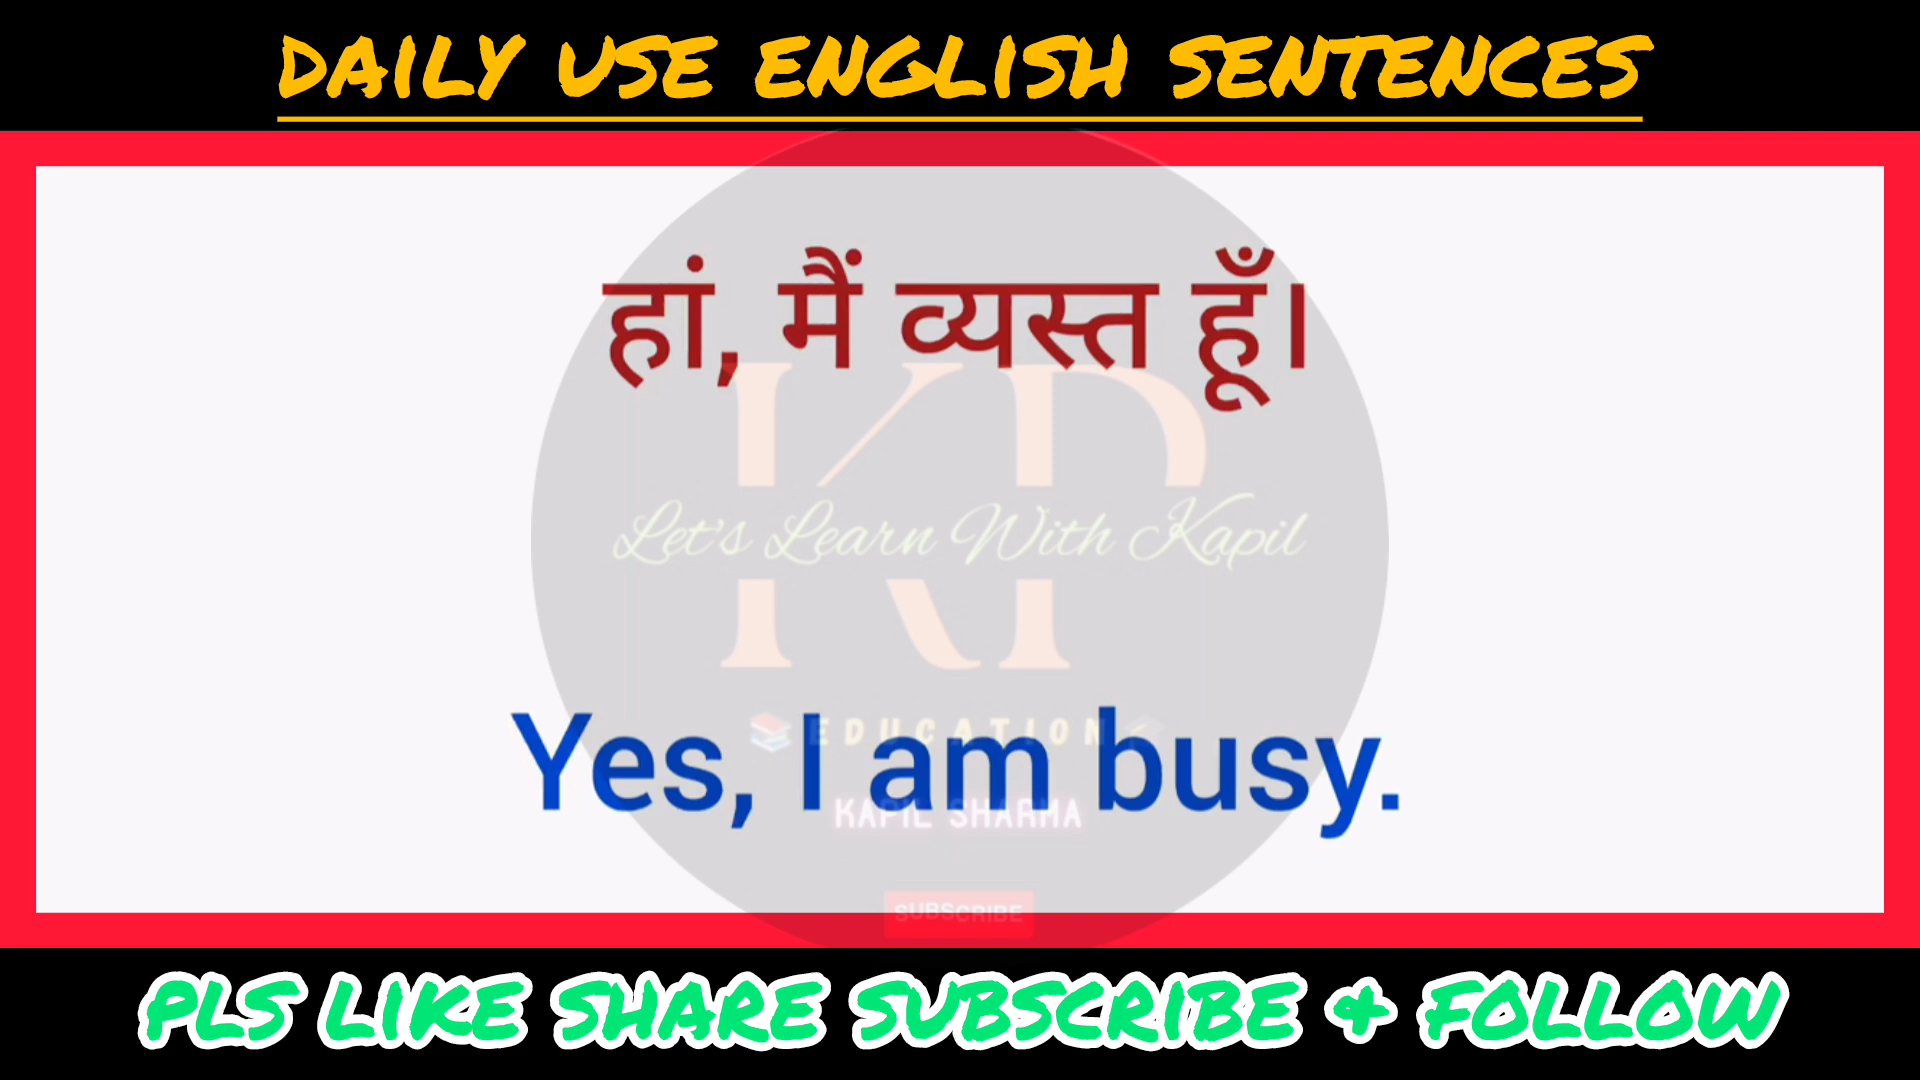 DAILY USE ENGLISH SENTENCES
हां, मैं व्यस्त हूँ।
KP
Let's Learn With Kapil
EDUCATION
Yes, I am busy.
KAPIL SHARMA
SUBSCRIBE
PLS LIKE SHARE SUBSCRIBE & FOLLOW